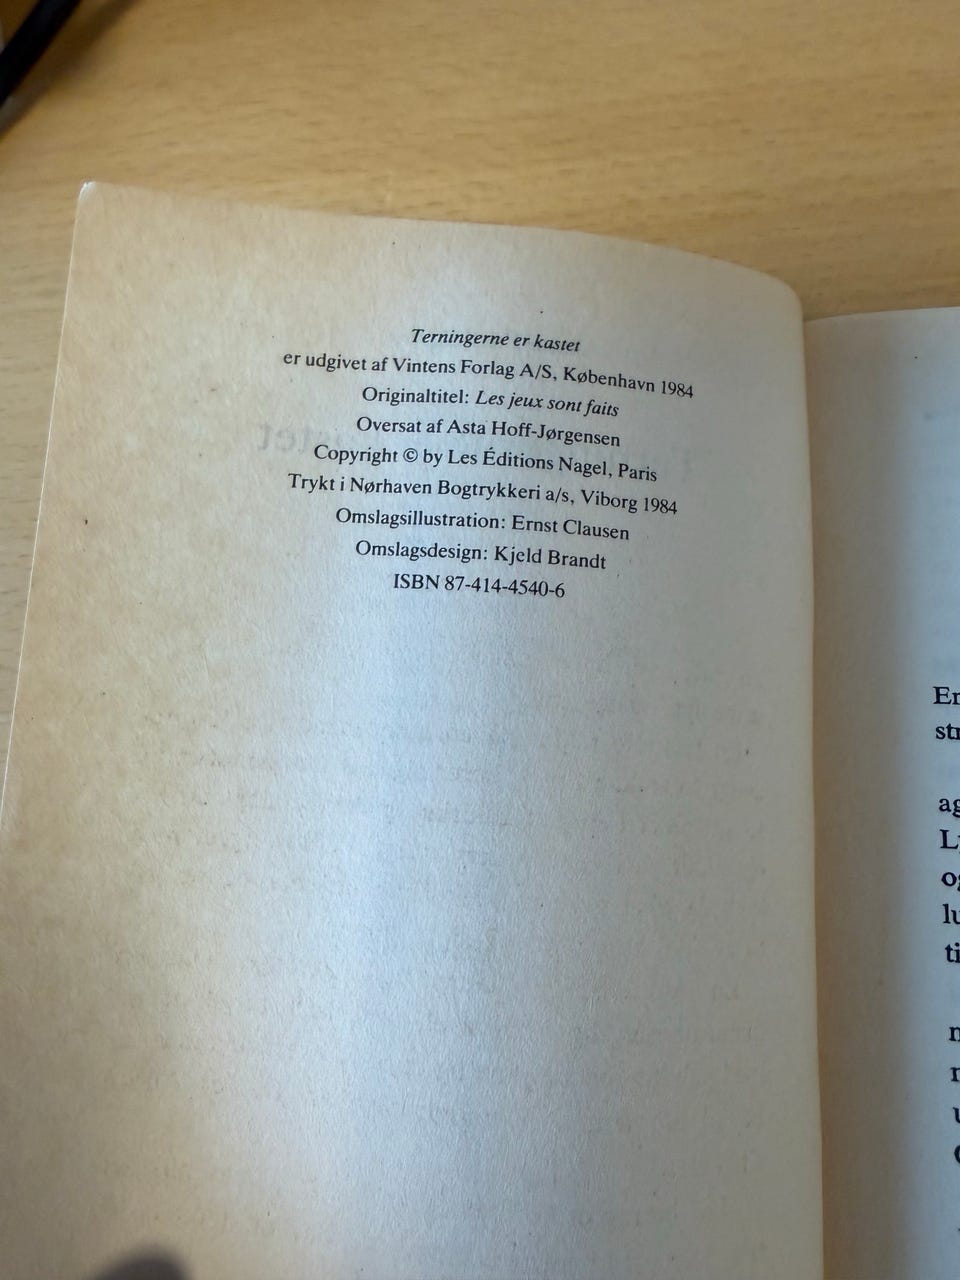 Terningerne er kastet
er udgivet af Vintens Forlag A/S, København 1984
Originaltitel: Les jeux sont faits
Oversat af Asta Hoff-Jørgensen
Copyright © by Les Éditions Nagel, Paris
Trykt i Nørhaven Bogtrykkeri a/s, Viborg 1984
Omslagsillustration: Ernst Clausen
Omslagsdesign: Kjeld Brandt
ISBN 87-414-4540-6